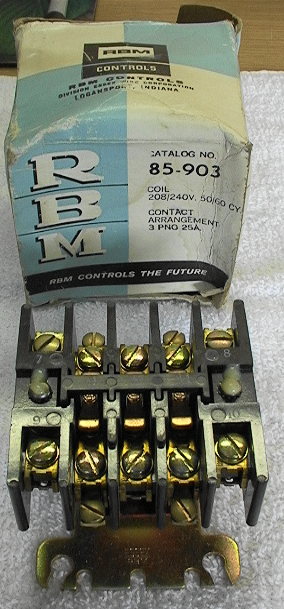 RBM
CONTROLS
RBM CONTROLS
DIVISION ESSEX WIRE CORPORATION
LOGANSPORT, INDIANA
RBM
CATALOG NO.
85-903
COIL
208/240V. 50/60 CY.
CONTACT
ARRANGEMENT
3 PNO 25A.
RBM CONTROLS THE FUTURE
7
8
9
10